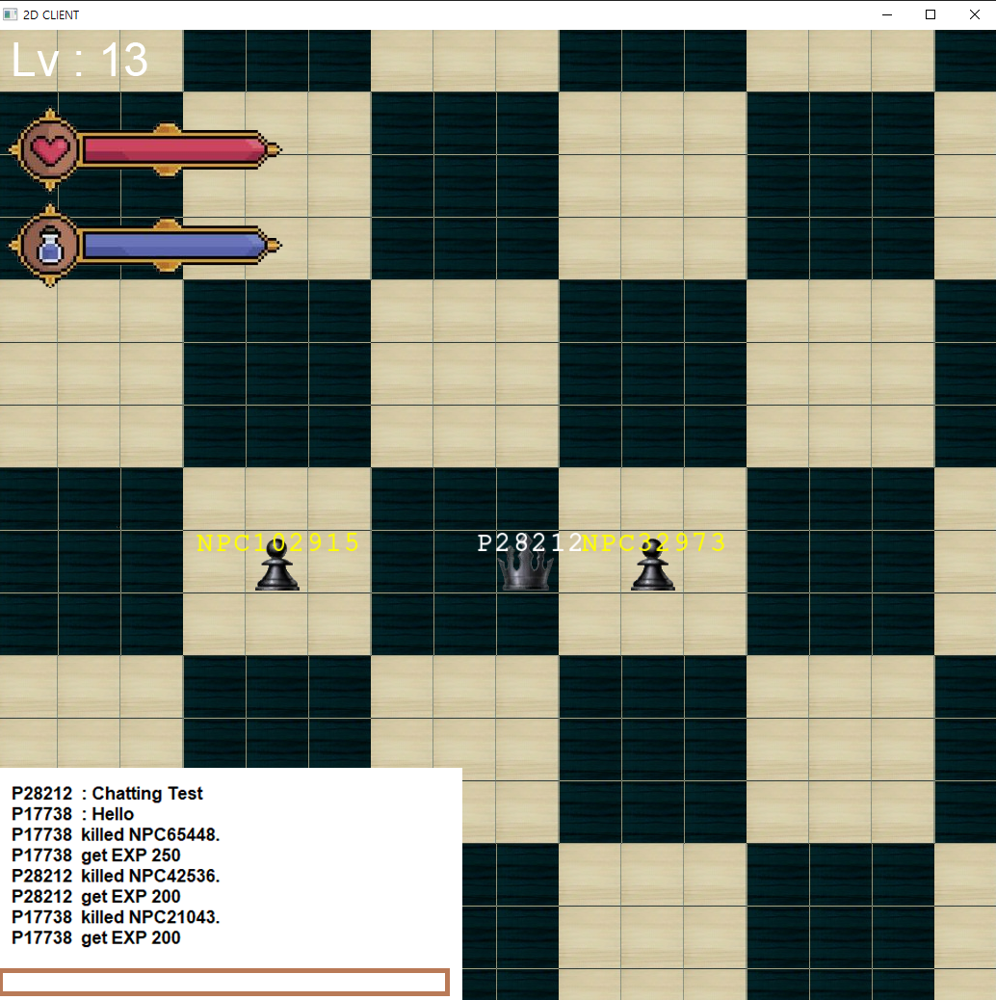 2D CLIENT
Lv : 13
NPC102915
P28212
NPC32973
P28212 : Chatting Test
P17738 : Hello
P17738 killed NPC65448.
P17738 get EXP 250
P28212 killed NPC42536.
P28212 get EXP 200
P17738 killed NPC21043.
P17738 get EXP 200